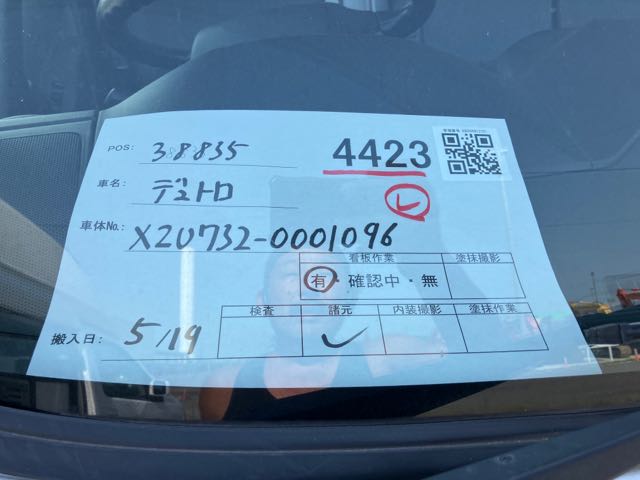 POS: 38835
4423
車名: デュトロ
ヒ
車体No.: XZU732-0001096
看板作業 塗抹撮影
有・確認中・無
検査 諸元 内装撮影 塗抹作業
搬入日: 5/19